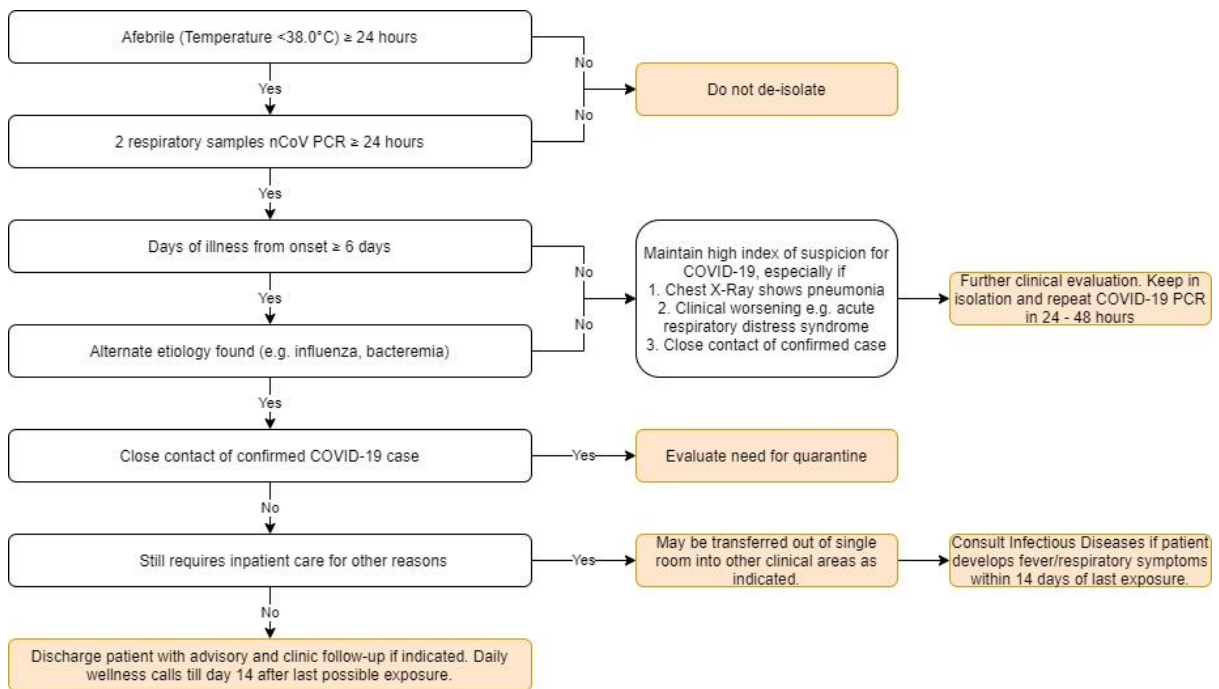 Afebrile (Temperature <38.0°C) ≥ 24 hours
No
Yes
Do not de-isolate
No
2 respiratory samples nCoV PCR ≥ 24 hours
Yes
Days of illness from onset ≥ 6 days
No
Yes
Maintain high index of suspicion for
COVID-19, especially if
1. Chest X-Ray shows pneumonia
2. Clinical worsening e.g. acute
respiratory distress syndrome
3. Close contact of confirmed case
Further clinical evaluation. Keep in
isolation and repeat COVID-19 PCR
in 24 - 48 hours
No
Alternate etiology found (e.g. influenza, bacteremia)
Yes
Close contact of confirmed COVID-19 case
Yes
Evaluate need for quarantine
No
Still requires inpatient care for other reasons
Yes
May be transferred out of single
room into other clinical areas as
indicated.
Consult Infectious Diseases if patient
develops fever/respiratory symptoms
within 14 days of last exposure.
No
Discharge patient with advisory and clinic follow-up if indicated. Daily
wellness calls till day 14 after last possible exposure.